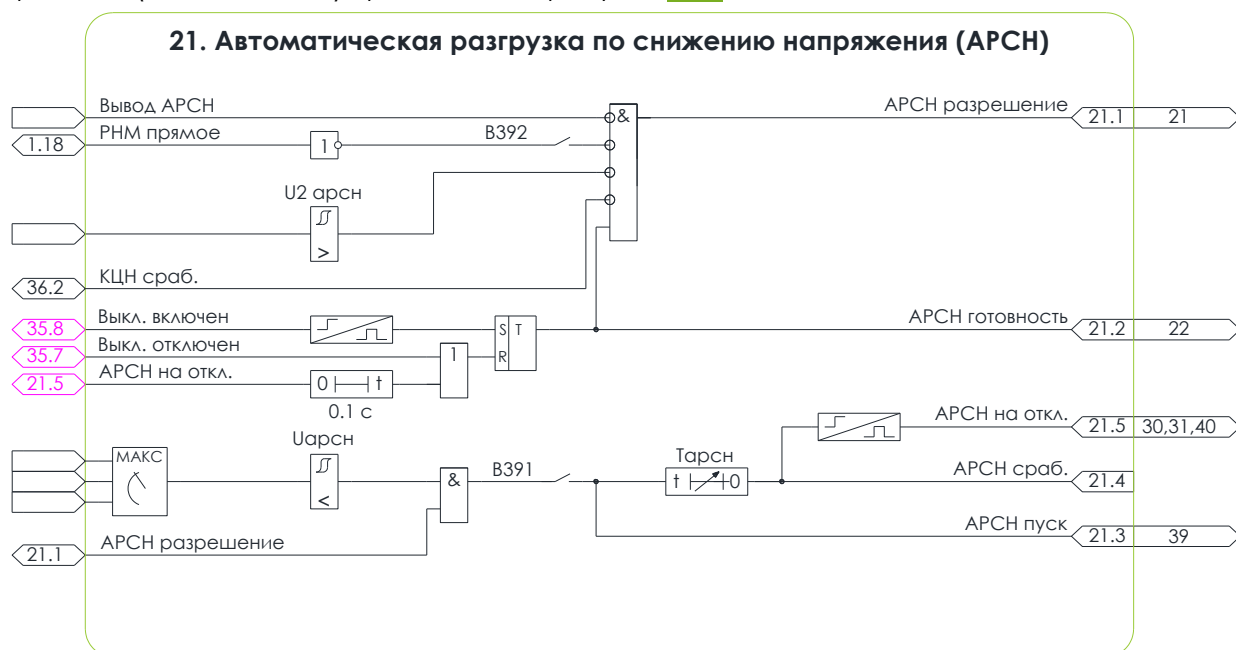 21. Автоматическая разгрузка по снижению напряжения (АРСН)
Вывод АРСН
&
АРСН разрешение
21.1
21
1.18
РНМ прямое
1
В392
U2 арсн
>
36.2
КЦН сраб.
35.8
Выкл. включен
S
T
АРСН готовность
21.2
22
35.7
Выкл. отключен
1
R
21.5
АРСН на откл.
0
t
0.1 с
АРСН на откл.
21.5
30,31,40
МАКС
Uарсн
<
&
В391
Тарсн
t
0
АРСН сраб.
21.4
АРСН пуск
21.3
39
21.1
АРСН разрешение